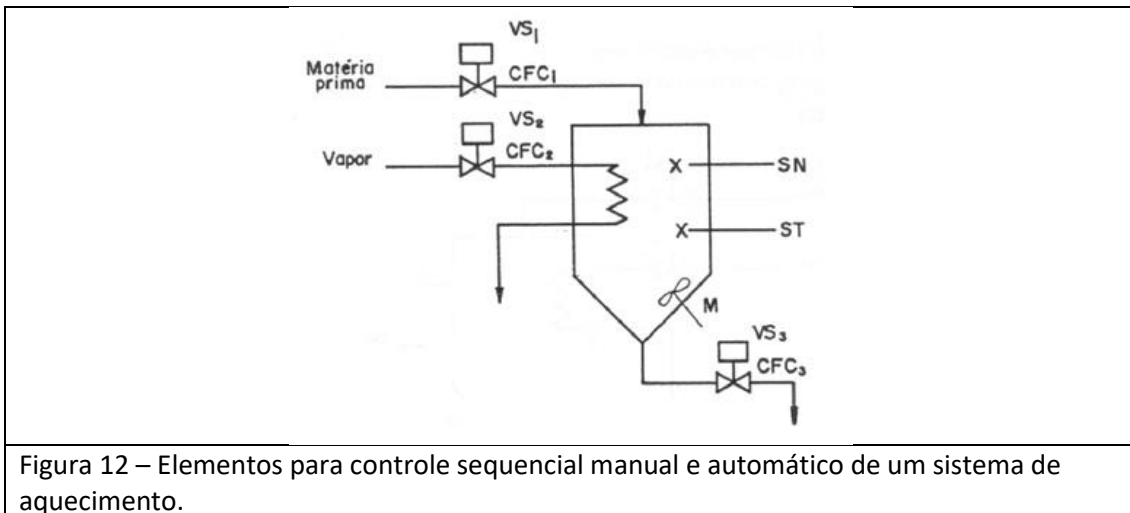 VS₁
Matéria
prima
CFC₁
VS₂
Vapor
CFC₂
X
SN
X
ST
M
VS₃
CFC₃
Figura 12 – Elementos para controle sequencial manual e automático de um sistema de
aquecimento.